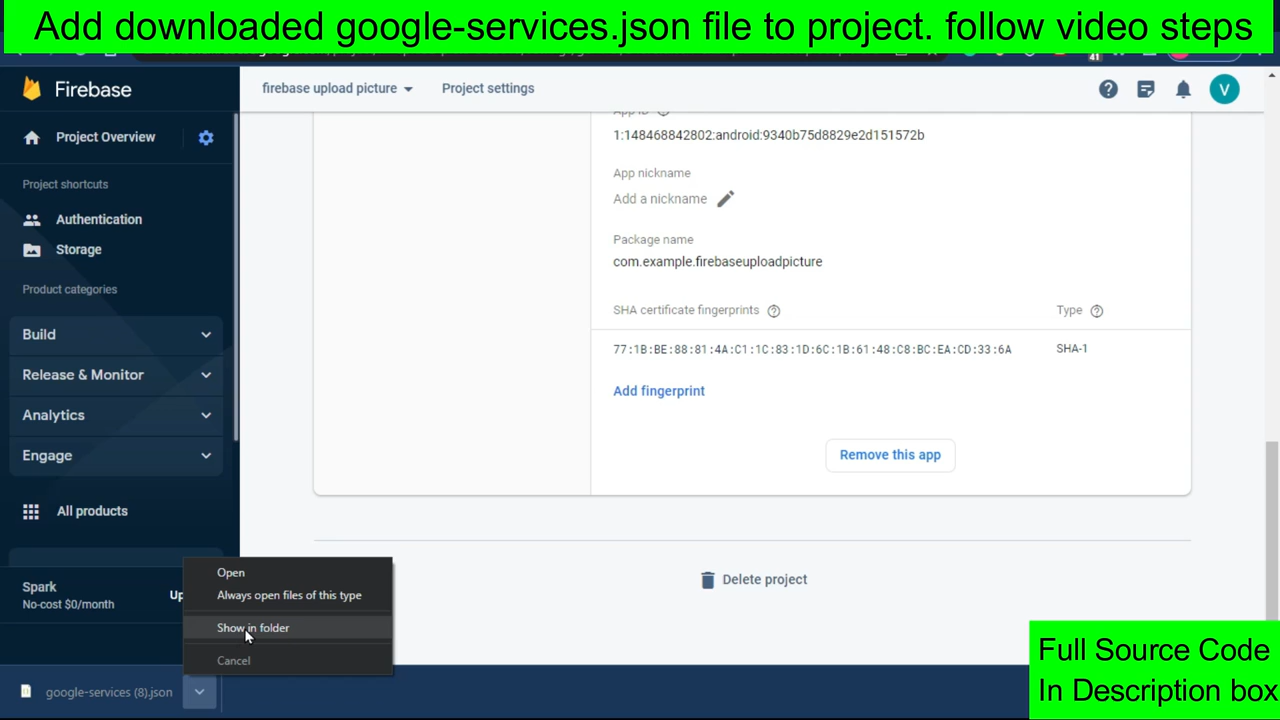 Add downloaded google-services.json file to project. follow video steps
41
Firebase
firebase upload picture
Project settings
V
Project Overview
Project shortcuts
Authentication
Storage
Product categories
Build
Release & Monitor
Analytics
Engage
All products
Spark
No-cost $0/month
Up
App ID
1:148468842802:android:9340b75d8829e2d151572b
App nickname
Add a nickname
Package name
com.example.firebaseuploadpicture
SHA certificate fingerprints
Type
77:1B:BE:88:81:4A:C1:1C:83:1D:6C:1B:61:48:C8:BC:EA:CD:33:6A
SHA-1
Add fingerprint
Remove this app
Delete project
Open
Always open files of this type
Show in folder
Cancel
google-services (8).json
Full Source Code
In Description box